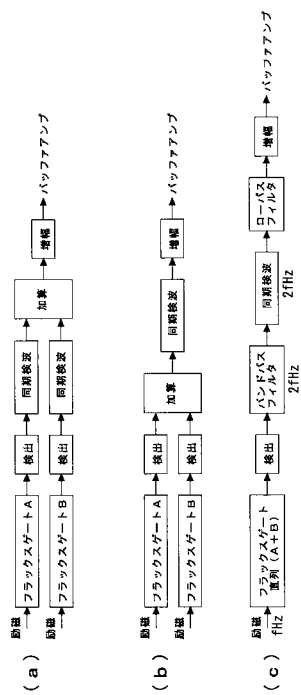 (a)
励磁
フラックスゲートA
検出
同期検波
励磁
フラックスゲートB
検出
同期検波
加算
増幅
バッファアンプ
(b)
励磁
フラックスゲートA
検出
励磁
フラックスゲートB
検出
加算
同期検波
増幅
バッファアンプ
(c)
励磁
fHz
フラックスゲート
直列(A+B)
検出
バンドパス
フィルタ
2fHz
同期検波
2fHz
ローパス
フィルタ
増幅
バッファアンプ